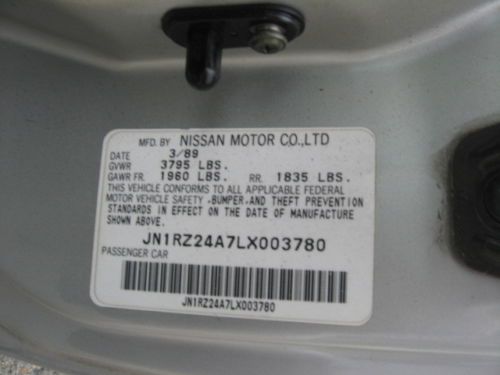 MFD. BY NISSAN MOTOR CO.,LTD
DATE 3/89
GVWR 3795 LBS.
GAWR FR. 1960 LBS. RR. 1835 LBS.
THIS VEHICLE CONFORMS TO ALL APPLICABLE FEDERAL
MOTOR VEHICLE SAFETY, BUMPER, AND THEFT PREVENTION
STANDARDS IN EFFECT ON THE DATE OF MANUFACTURE
SHOWN ABOVE.
JN1RZ24A7LX003780
PASSENGER CAR
JN1RZ24A7LX003780